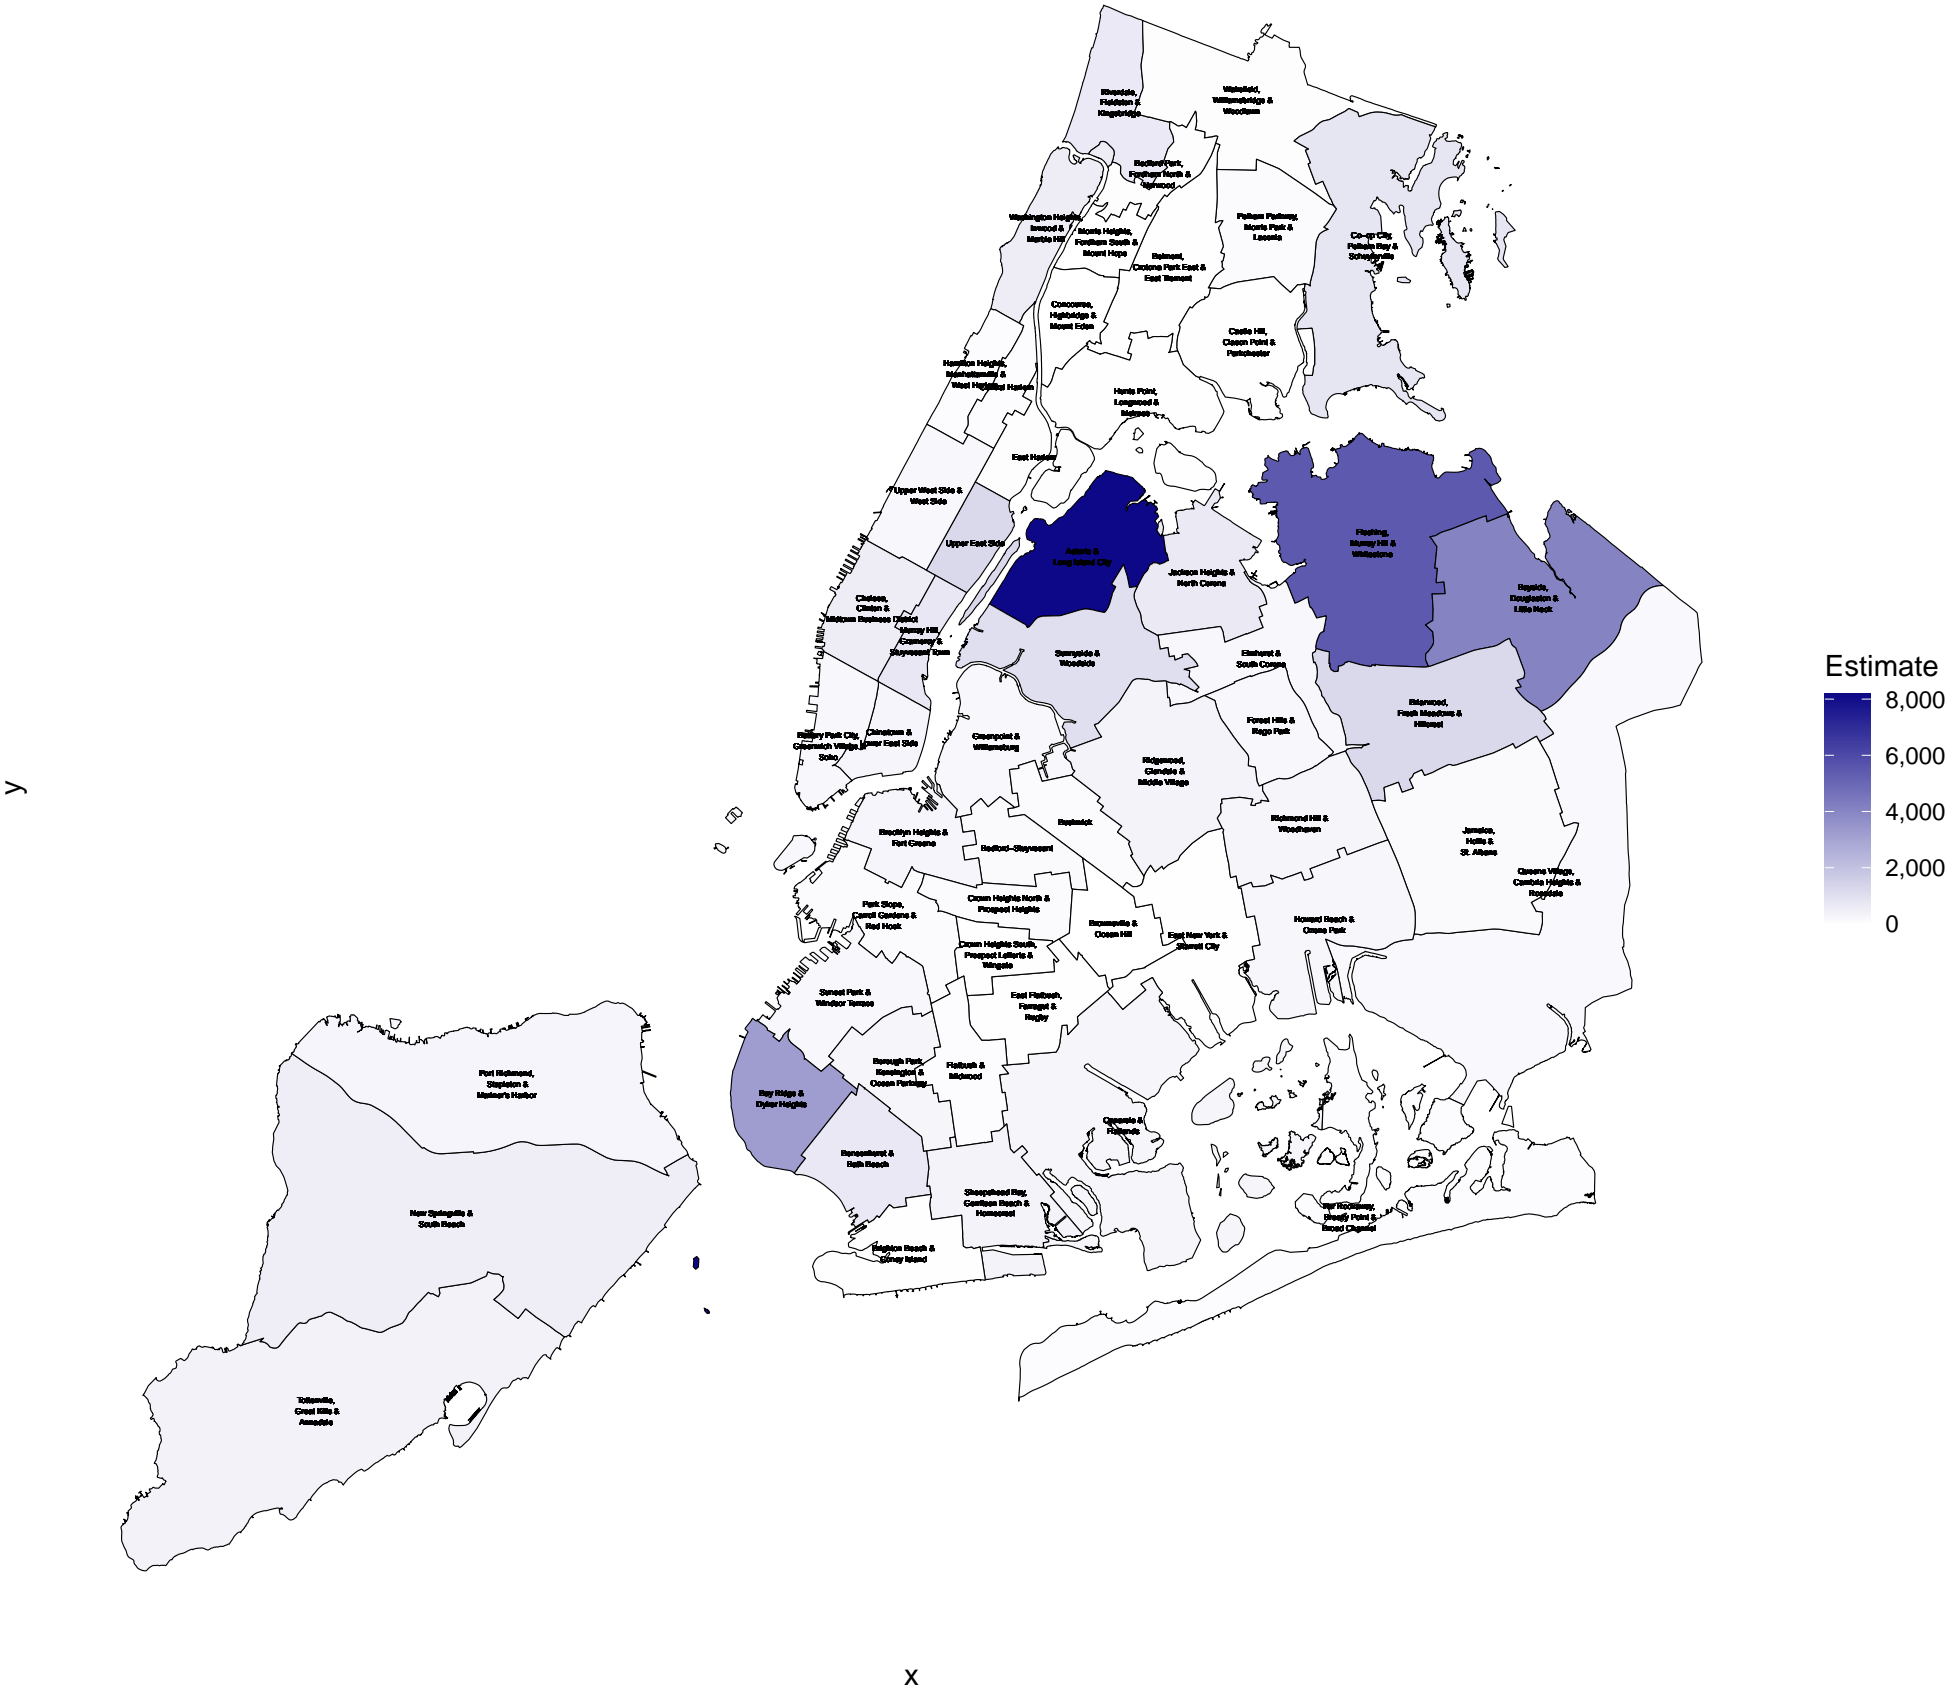 Riverdale,
Fieldston &
Kingsbridge
Wakefield,
Williamsbridge &
Woodlawn
Bedford Park,
Fordham North &
Norwood
Washington Heights,
Inwood &
Marble Hill
Morris Heights,
Fordham South &
Mount Hope
Pelham Parkway,
Morris Park &
Laconia
Co-op City,
Pelham Bay &
Schuylerville
Belmont,
Crotona Park East &
East Tremont
Concourse,
Highbridge &
Mount Eden
Castle Hill,
Clason Point &
Parkchester
Hamilton Heights,
Manhattanville &
West Harlem
Central Harlem
Hunts Point,
Longwood &
Melrose
East Harlem
Upper West Side &
West Side
Upper East Side
Astoria &
Long Island City
Flushing,
Murray Hill &
Whitestone
Jackson Heights &
North Corona
Bayside,
Douglaston &
Little Neck
Chelsea,
Clinton &
Midtown Business District
Murray Hill,
Gramercy &
Stuyvesant Town
Sunnyside &
Woodside
Elmhurst &
South Corona
Briarwood,
Fresh Meadows &
Hillcrest
Forest Hills &
Rego Park
Battery Park City,
Greenwich Village &
Soho
Chinatown &
Lower East Side
Greenpoint &
Williamsburg
Ridgewood,
Glendale &
Middle Village
Bushwick
Richmond Hill &
Woodhaven
Brooklyn Heights &
Fort Greene
Bedford-Stuyvesant
Jamaica,
Hollis &
St. Albans
Queens Village,
Cambria Heights &
Rosedale
Park Slope,
Carroll Gardens &
Red Hook
Crown Heights North &
Prospect Heights
Brownsville &
Ocean Hill
East New York &
Starrett City
Howard Beach &
Ozone Park
Crown Heights South,
Prospect Lefferts &
Wingate
Sunset Park &
Windsor Terrace
East Flatbush,
Farragut &
Rugby
Borough Park,
Kensington &
Ocean Parkway
Flatbush &
Midwood
Port Richmond,
Stapleton &
Mariner's Harbor
Bay Ridge &
Dyker Heights
Canarsie &
Flatlands
Bensonhurst &
Bath Beach
Sheepshead Bay,
Gerritsen Beach &
Homecrest
Far Rockaway,
Breezy Point &
Broad Channel
New Springville &
South Beach
Brighton Beach &
Coney Island
Tottenville,
Great Kills &
Annadale
Estimate
8,000
6,000
4,000
2,000
0
y
x